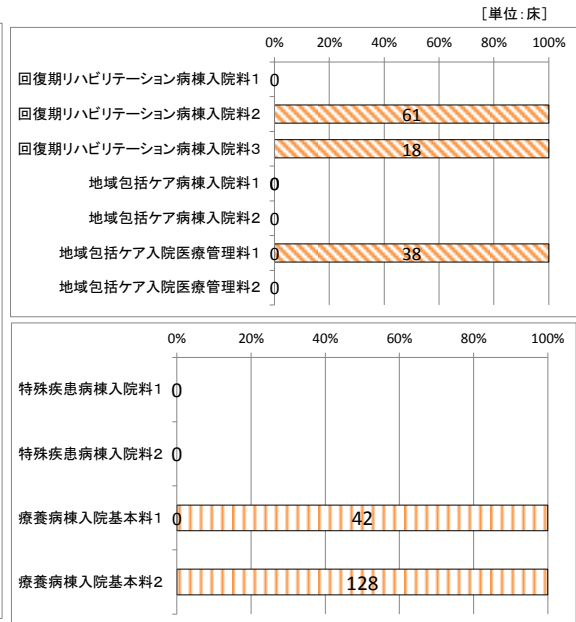 [単位:床]
0% 20% 40% 60% 80% 100%
回復期リハビリテーション病棟入院料1 0
回復期リハビリテーション病棟入院料2 61
回復期リハビリテーション病棟入院料3 18
地域包括ケア病棟入院料1 0
地域包括ケア病棟入院料2 0
地域包括ケア入院医療管理料1 0 38
地域包括ケア入院医療管理料2 0
0% 20% 40% 60% 80% 100%
特殊疾患病棟入院料1 0
特殊疾患病棟入院料2 0
療養病棟入院基本料1 0 42
療養病棟入院基本料2 128